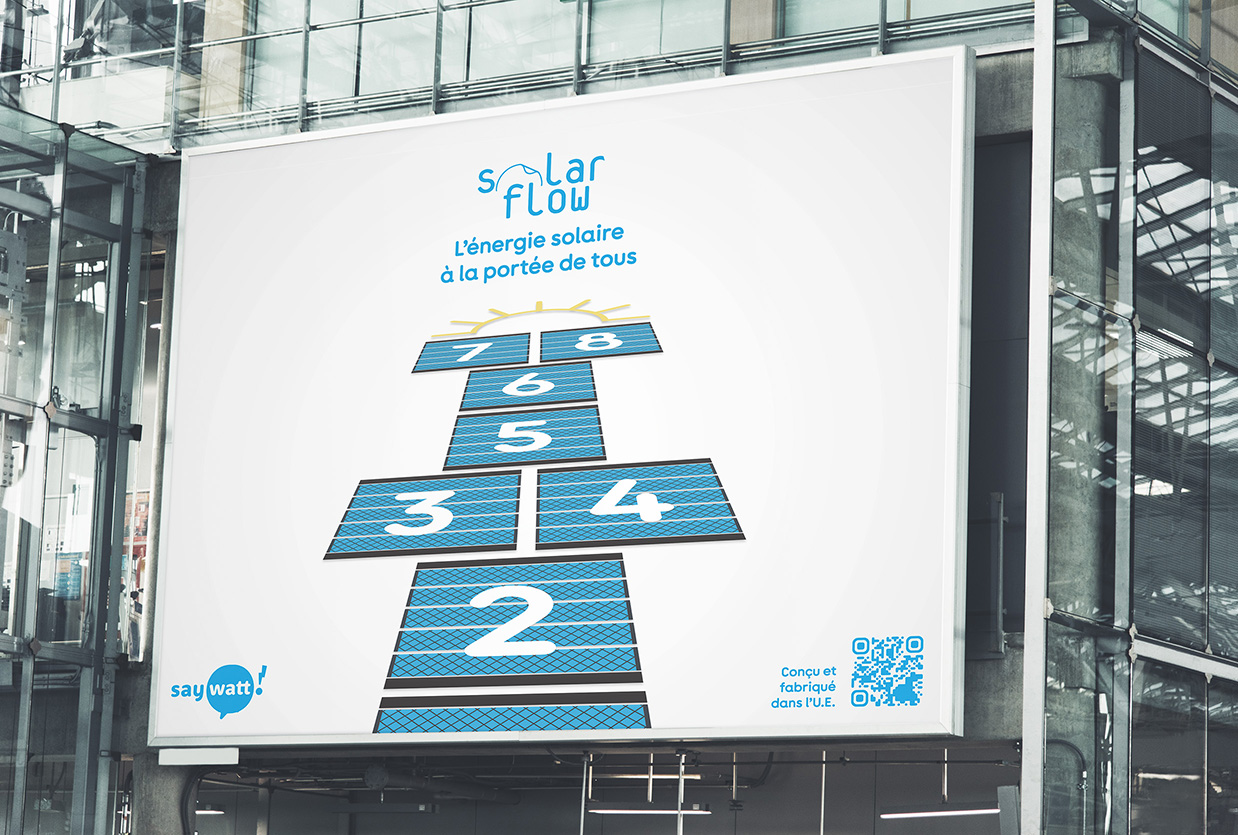 solar
flow
L'énergie solaire
à la portée de tous
7 8
6
5
3 4
2
say watt!
Conçu et
fabriqué
dans l'U.E.